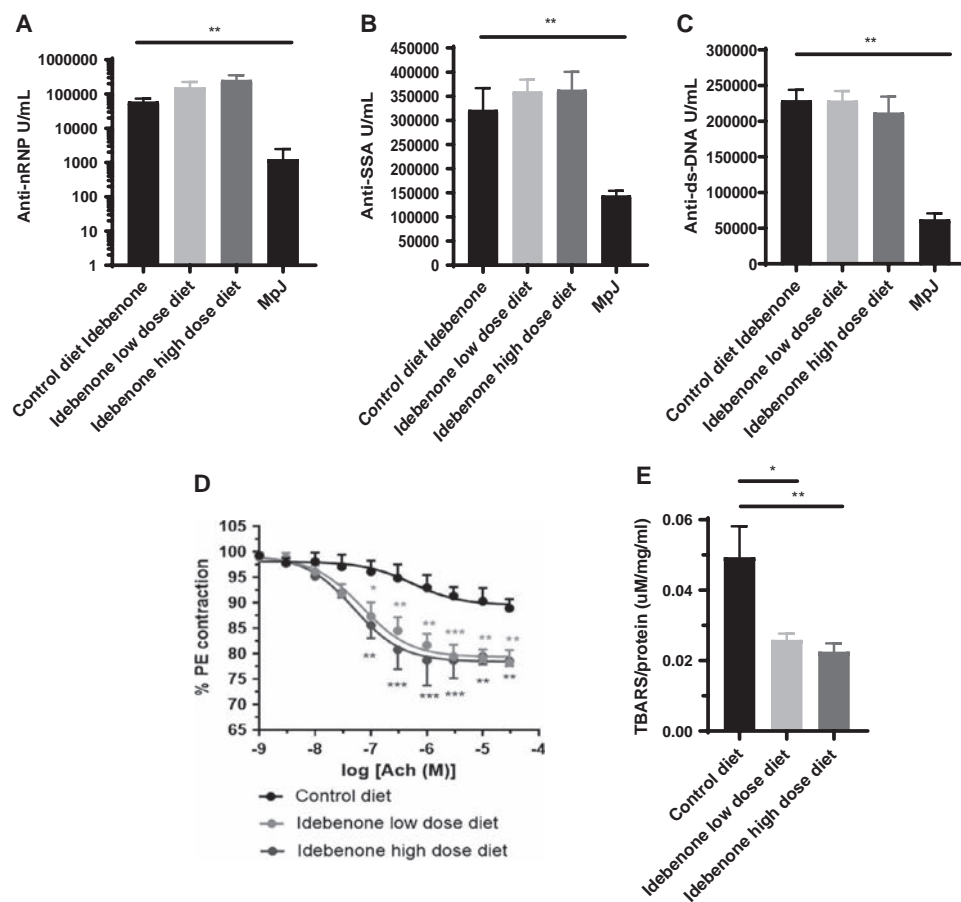 A
**
Anti-nRNP U/mL
1000000
100000
10000
1000
100
10
1
Control diet Idebenone
Idebenone low dose diet
Idebenone high dose diet
MpJ
B
**
Anti-SSA U/mL
450000
400000
350000
300000
250000
200000
150000
100000
50000
0
Control diet Idebenone
Idebenone low dose diet
Idebenone high dose diet
MpJ
C
**
Anti-ds-DNA U/mL
300000
250000
200000
150000
100000
50000
0
Control diet Idebenone
Idebenone low dose diet
Idebenone high dose diet
MpJ
D
% PE contraction
105
100
95
90
85
80
75
70
65
* ** ** *** ** **
** *** *** *** ** **
-9 -8 -7 -6 -5 -4
log [Ach (M)]
Control diet
Idebenone low dose diet
Idebenone high dose diet
E
*
**
TBARS/protein (uM/mg/ml)
0.06
0.04
0.02
0.00
Control diet
Idebenone low dose diet
Idebenone high dose diet